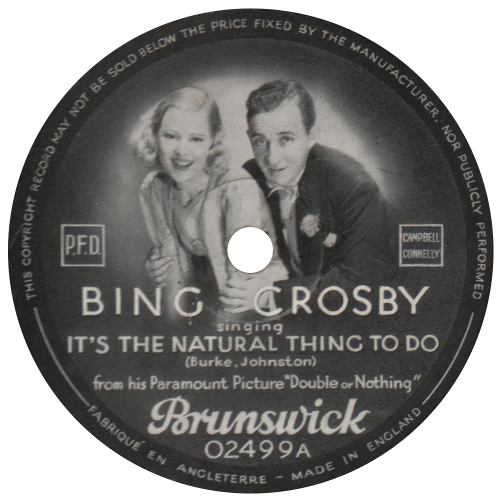 THIS COPYRIGHT RECORD MAY NOT BE SOLD BELOW THE PRICE FIXED BY THE MANUFACTURER, NOR PUBLICLY PERFORMED
P.F.D.
CAMPBELL
CONNELLY
BING CROSBY
singing
IT'S THE NATURAL THING TO DO
(Burke, Johnston)
from his Paramount Picture "Double or Nothing"
Brunswick
02499A
FABRIQUÉ EN ANGLETERRE – MADE IN ENGLAND